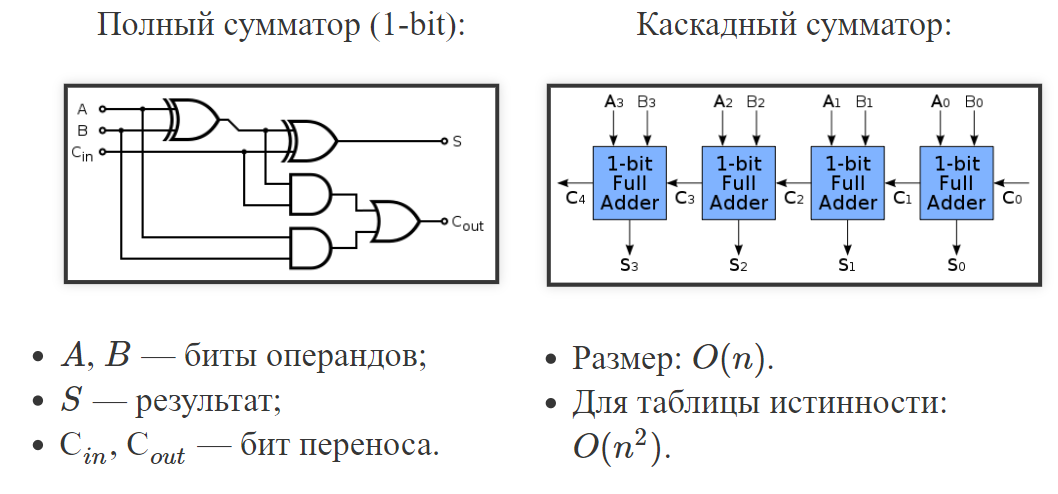 Полный сумматор (1-bit):
A
B
C_in
S
C_out
• A, B — биты операндов;
• S — результат;
• C_in, C_out — бит переноса.
Каскадный сумматор:
A3 B3 A2 B2 A1 B1 A0 B0
1-bit 1-bit 1-bit 1-bit
Full Full Full Full
Adder Adder Adder Adder
C4 C3 C2 C1 C0
S3 S2 S1 S0
• Размер: O(n).
• Для таблицы истинности:
O(n²).